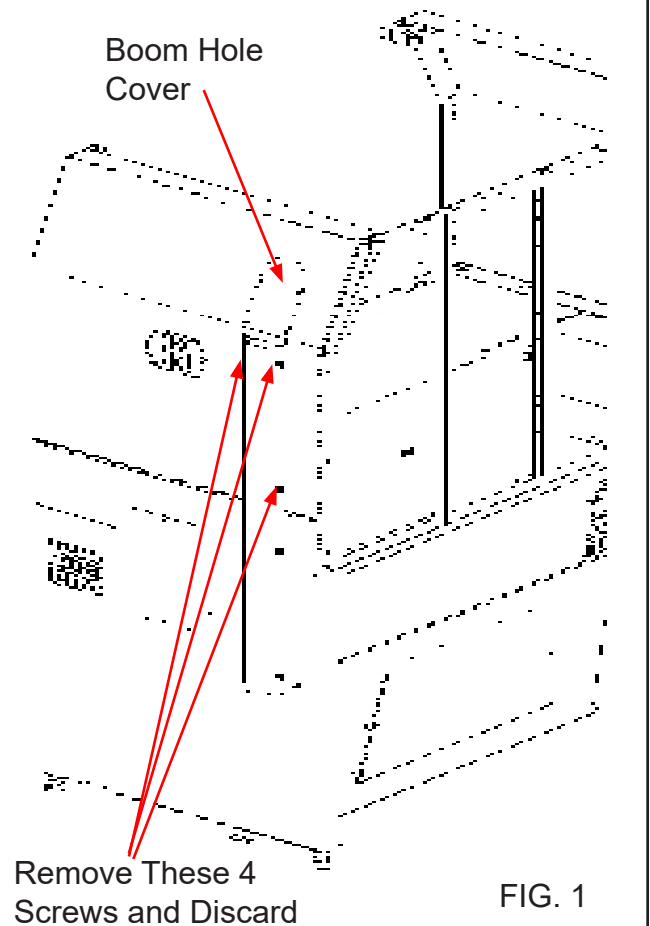 Boom Hole
Cover
Remove These 4
Screws and Discard
FIG. 1